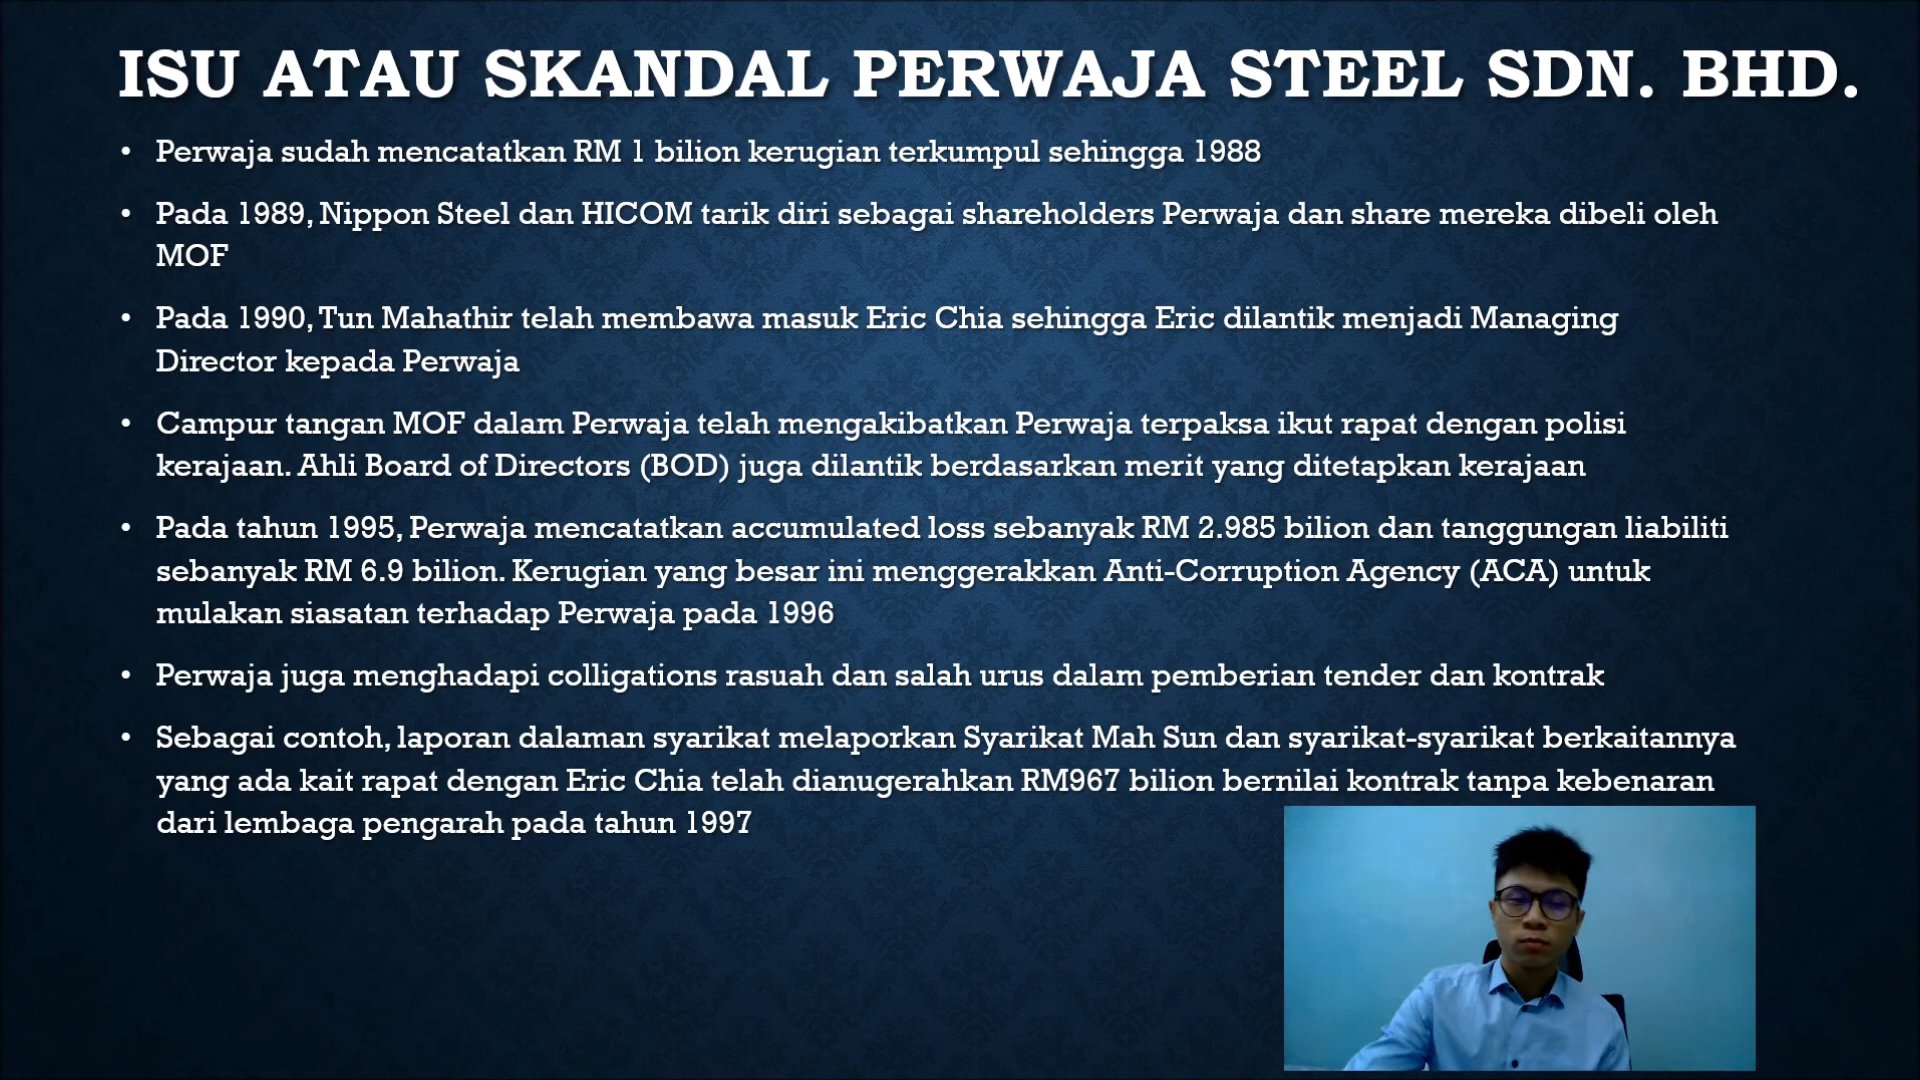 ISU ATAU SKANDAL PERWAJA STEEL SDN. BHD.
• Perwaja sudah mencatatkan RM 1 bilion kerugian terkumpul sehingga 1988
• Pada 1989, Nippon Steel dan HICOM tarik diri sebagai shareholders Perwaja dan share mereka dibeli oleh
MOF
• Pada 1990, Tun Mahathir telah membawa masuk Eric Chia sehingga Eric dilantik menjadi Managing
Director kepada Perwaja
• Campur tangan MOF dalam Perwaja telah mengakibatkan Perwaja terpaksa ikut rapat dengan polisi
kerajaan. Ahli Board of Directors (BOD) juga dilantik berdasarkan merit yang ditetapkan kerajaan
• Pada tahun 1995, Perwaja mencatatkan accumulated loss sebanyak RM 2.985 bilion dan tanggungan liabiliti
sebanyak RM 6.9 bilion. Kerugian yang besar ini menggerakkan Anti-Corruption Agency (ACA) untuk
mulakan siasatan terhadap Perwaja pada 1996
• Perwaja juga menghadapi colligations rasuah dan salah urus dalam pemberian tender dan kontrak
• Sebagai contoh, laporan dalaman syarikat melaporkan Syarikat Mah Sun dan syarikat-syarikat berkaitannya
yang ada kait rapat dengan Eric Chia telah dianugerahkan RM967 bilion bernilai kontrak tanpa kebenaran
dari lembaga pengarah pada tahun 1997